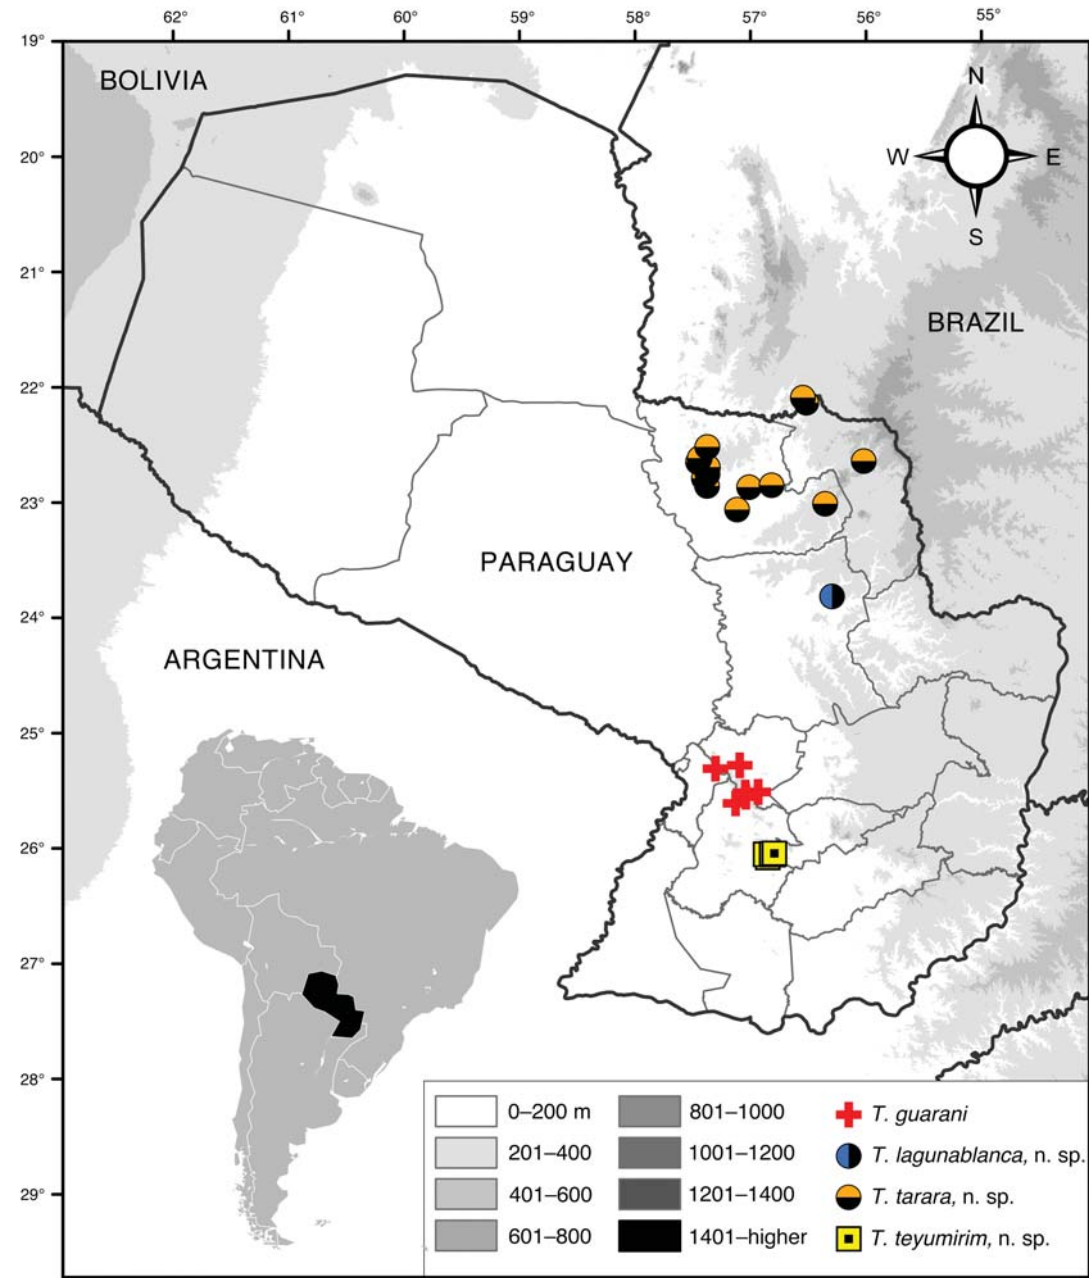 62° 61° 60° 59° 58° 57° 56° 55°
19°
BOLIVIA
N
20°
W E
S
21°
BRAZIL
22°
23°
PARAGUAY
24°
ARGENTINA
25°
26°
27°
28°
29°
0–200 m
201–400
401–600
601–800
801–1000
1001–1200
1201–1400
1401–higher
T. guarani
T. lagunablanca, n. sp.
T. tarara, n. sp.
T. teyumirim, n. sp.